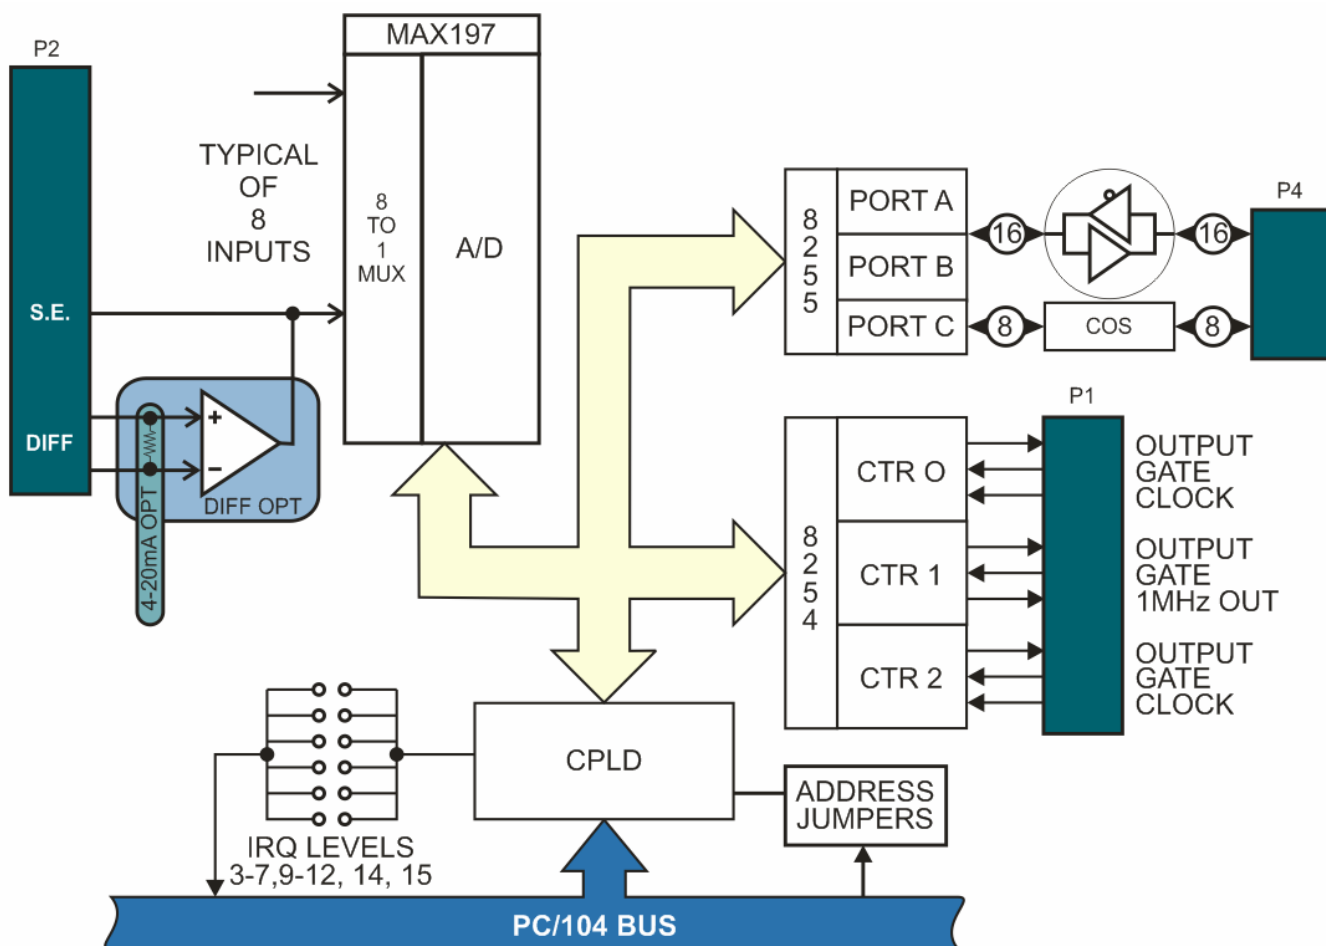 P2
MAX197
TYPICAL
OF
8
INPUTS
8
TO
1
MUX
A/D
S.E.
DIFF
+
–
DIFF OPT
4-20mA OPT
8
2
5
5
PORT A
PORT B
PORT C
16
16
8
COS
8
P4
P1
8
2
5
4
CTR O
CTR 1
CTR 2
OUTPUT
GATE
CLOCK
OUTPUT
GATE
1MHz OUT
OUTPUT
GATE
CLOCK
CPLD
ADDRESS
JUMPERS
IRQ LEVELS
3-7,9-12, 14, 15
PC/104 BUS